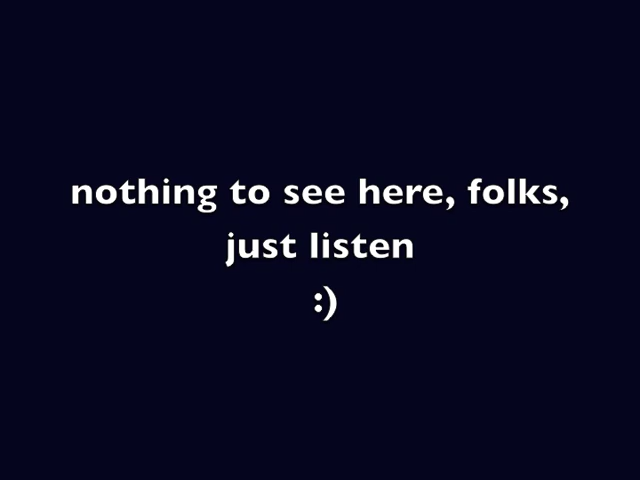 nothing to see here, folks,
just listen
:)